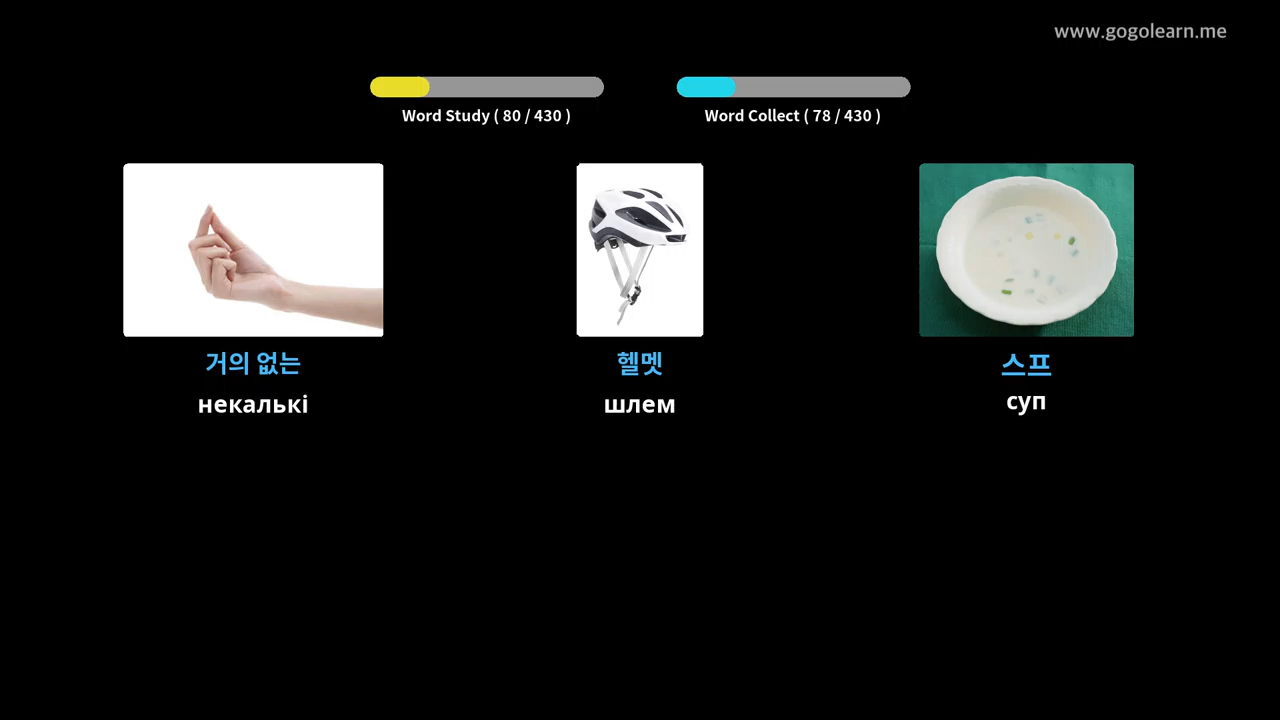 www.gogolearn.me
Word Study ( 80 / 430 )
Word Collect ( 78 / 430 )
거의 없는
헬멧
스프
некалькі
шлем
суп